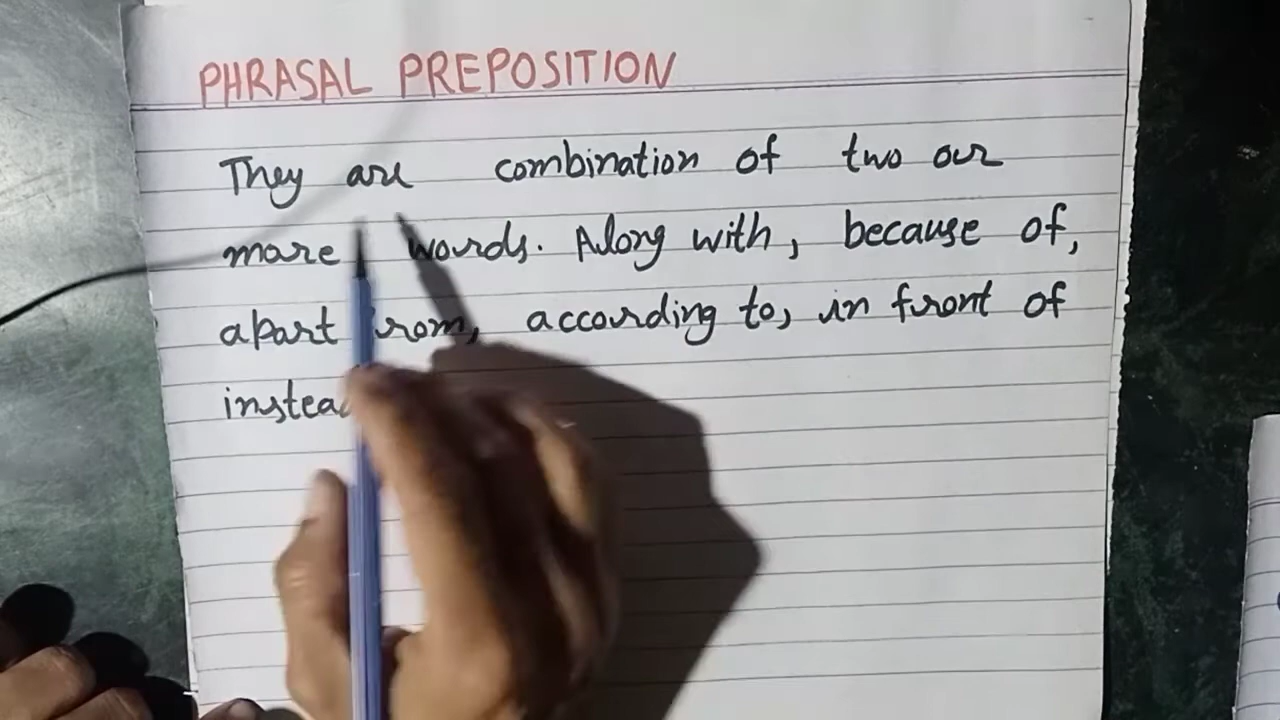 PHRASAL PREPOSITION
They are combination of two our
more words. Along with, because of,
apart from, according to, in front of